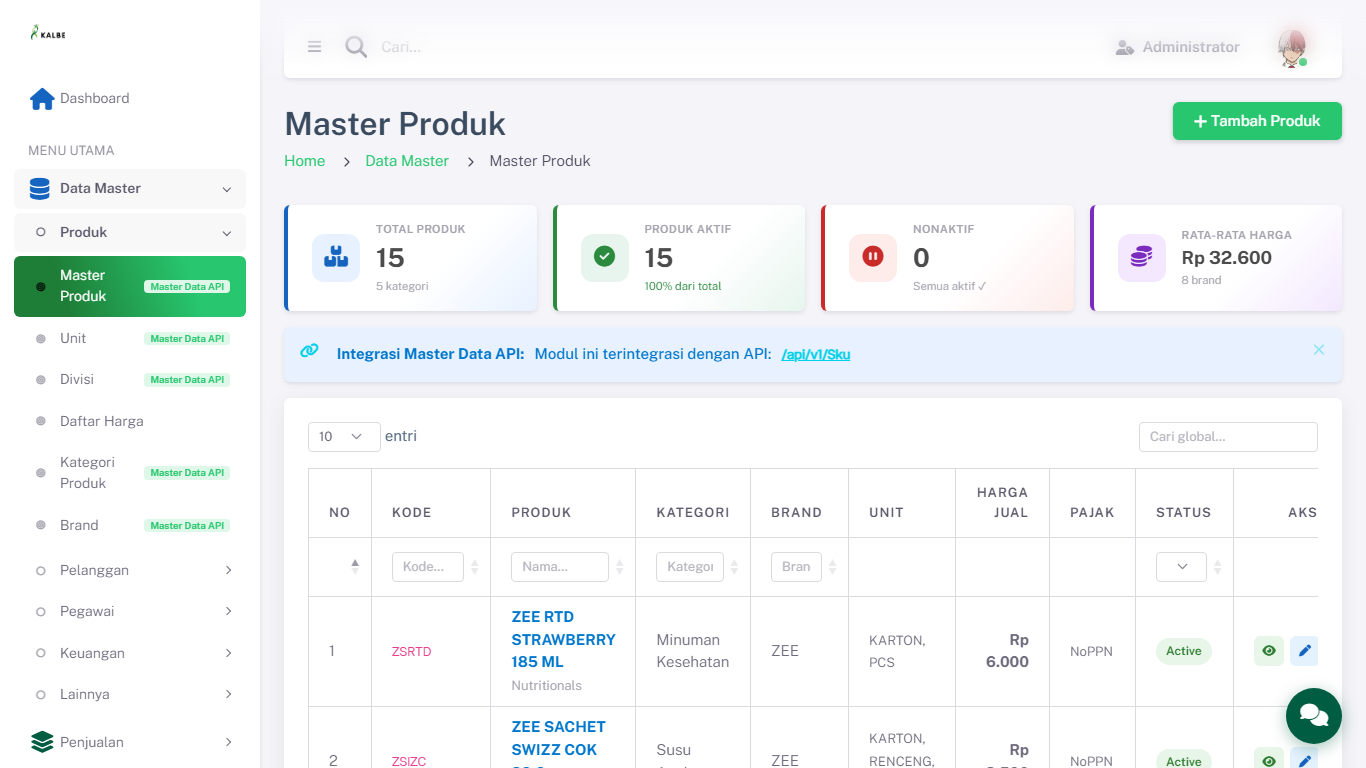 KALBE
Cari...
Administrator
Dashboard
MENU UTAMA
Data Master
Produk
Master Produk
Master Data API
Unit
Master Data API
Divisi
Master Data API
Daftar Harga
Kategori Produk
Master Data API
Brand
Master Data API
Pelanggan
Pegawai
Keuangan
Lainnya
Penjualan
Master Produk
Tambah Produk
Home > Data Master > Master Produk
TOTAL PRODUK
15
5 kategori
PRODUK AKTIF
15
100% dari total
NONAKTIF
0
Semua aktif ✓
RATA-RATA HARGA
Rp 32.600
8 brand
Integrasi Master Data API: Modul ini terintegrasi dengan API: /api/v1/Sku
10 entri
Cari global...
NO KODE PRODUK KATEGORI BRAND UNIT HARGA JUAL PAJAK STATUS AKS
Kode... Nama... Kategor Bran
1 ZSRTD ZEE RTD STRAWBERRY 185 ML Nutritionals Minuman Kesehatan ZEE KARTON, PCS Rp 6.000 NoPPN Active
2 ZSIZC ZEE SACHET SWIZZ COK Susu ZEE KARTON, RENCENG, Rp NoPPN Active